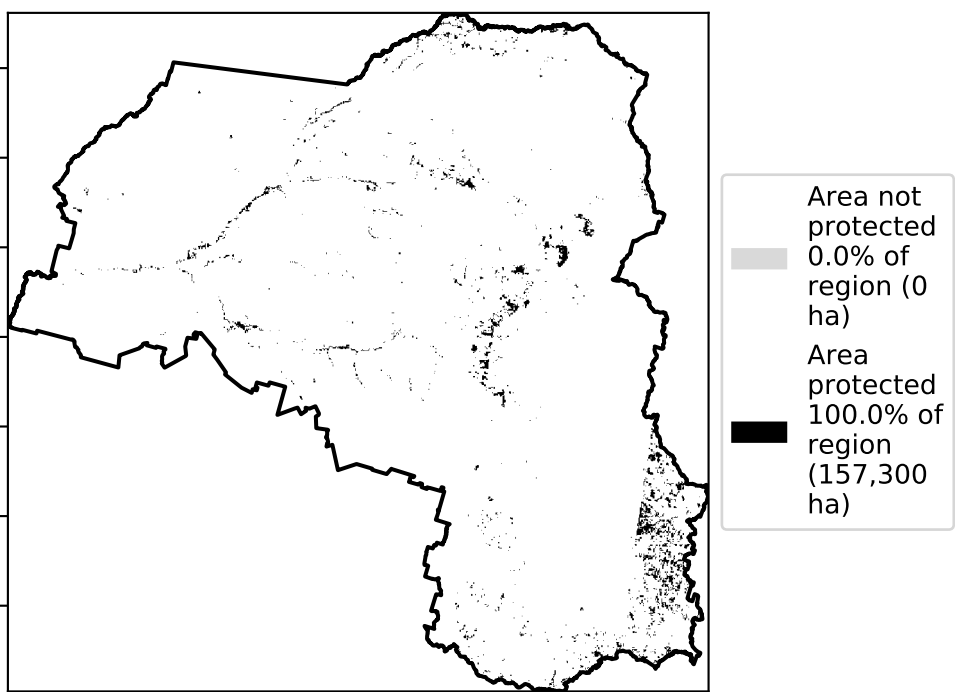 Area not
protected
0.0% of
region (0
ha)
Area
protected
100.0% of
region
(157,300
ha)